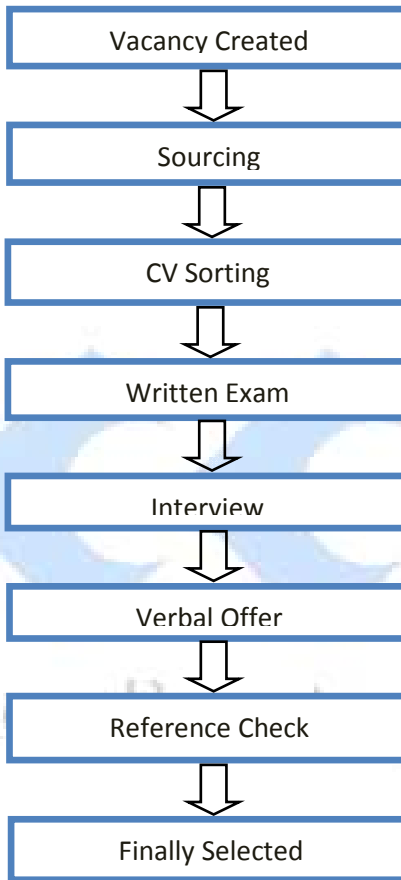 Vacancy Created
Sourcing
CV Sorting
Written Exam
Interview
Verbal Offer
Reference Check
Finally Selected